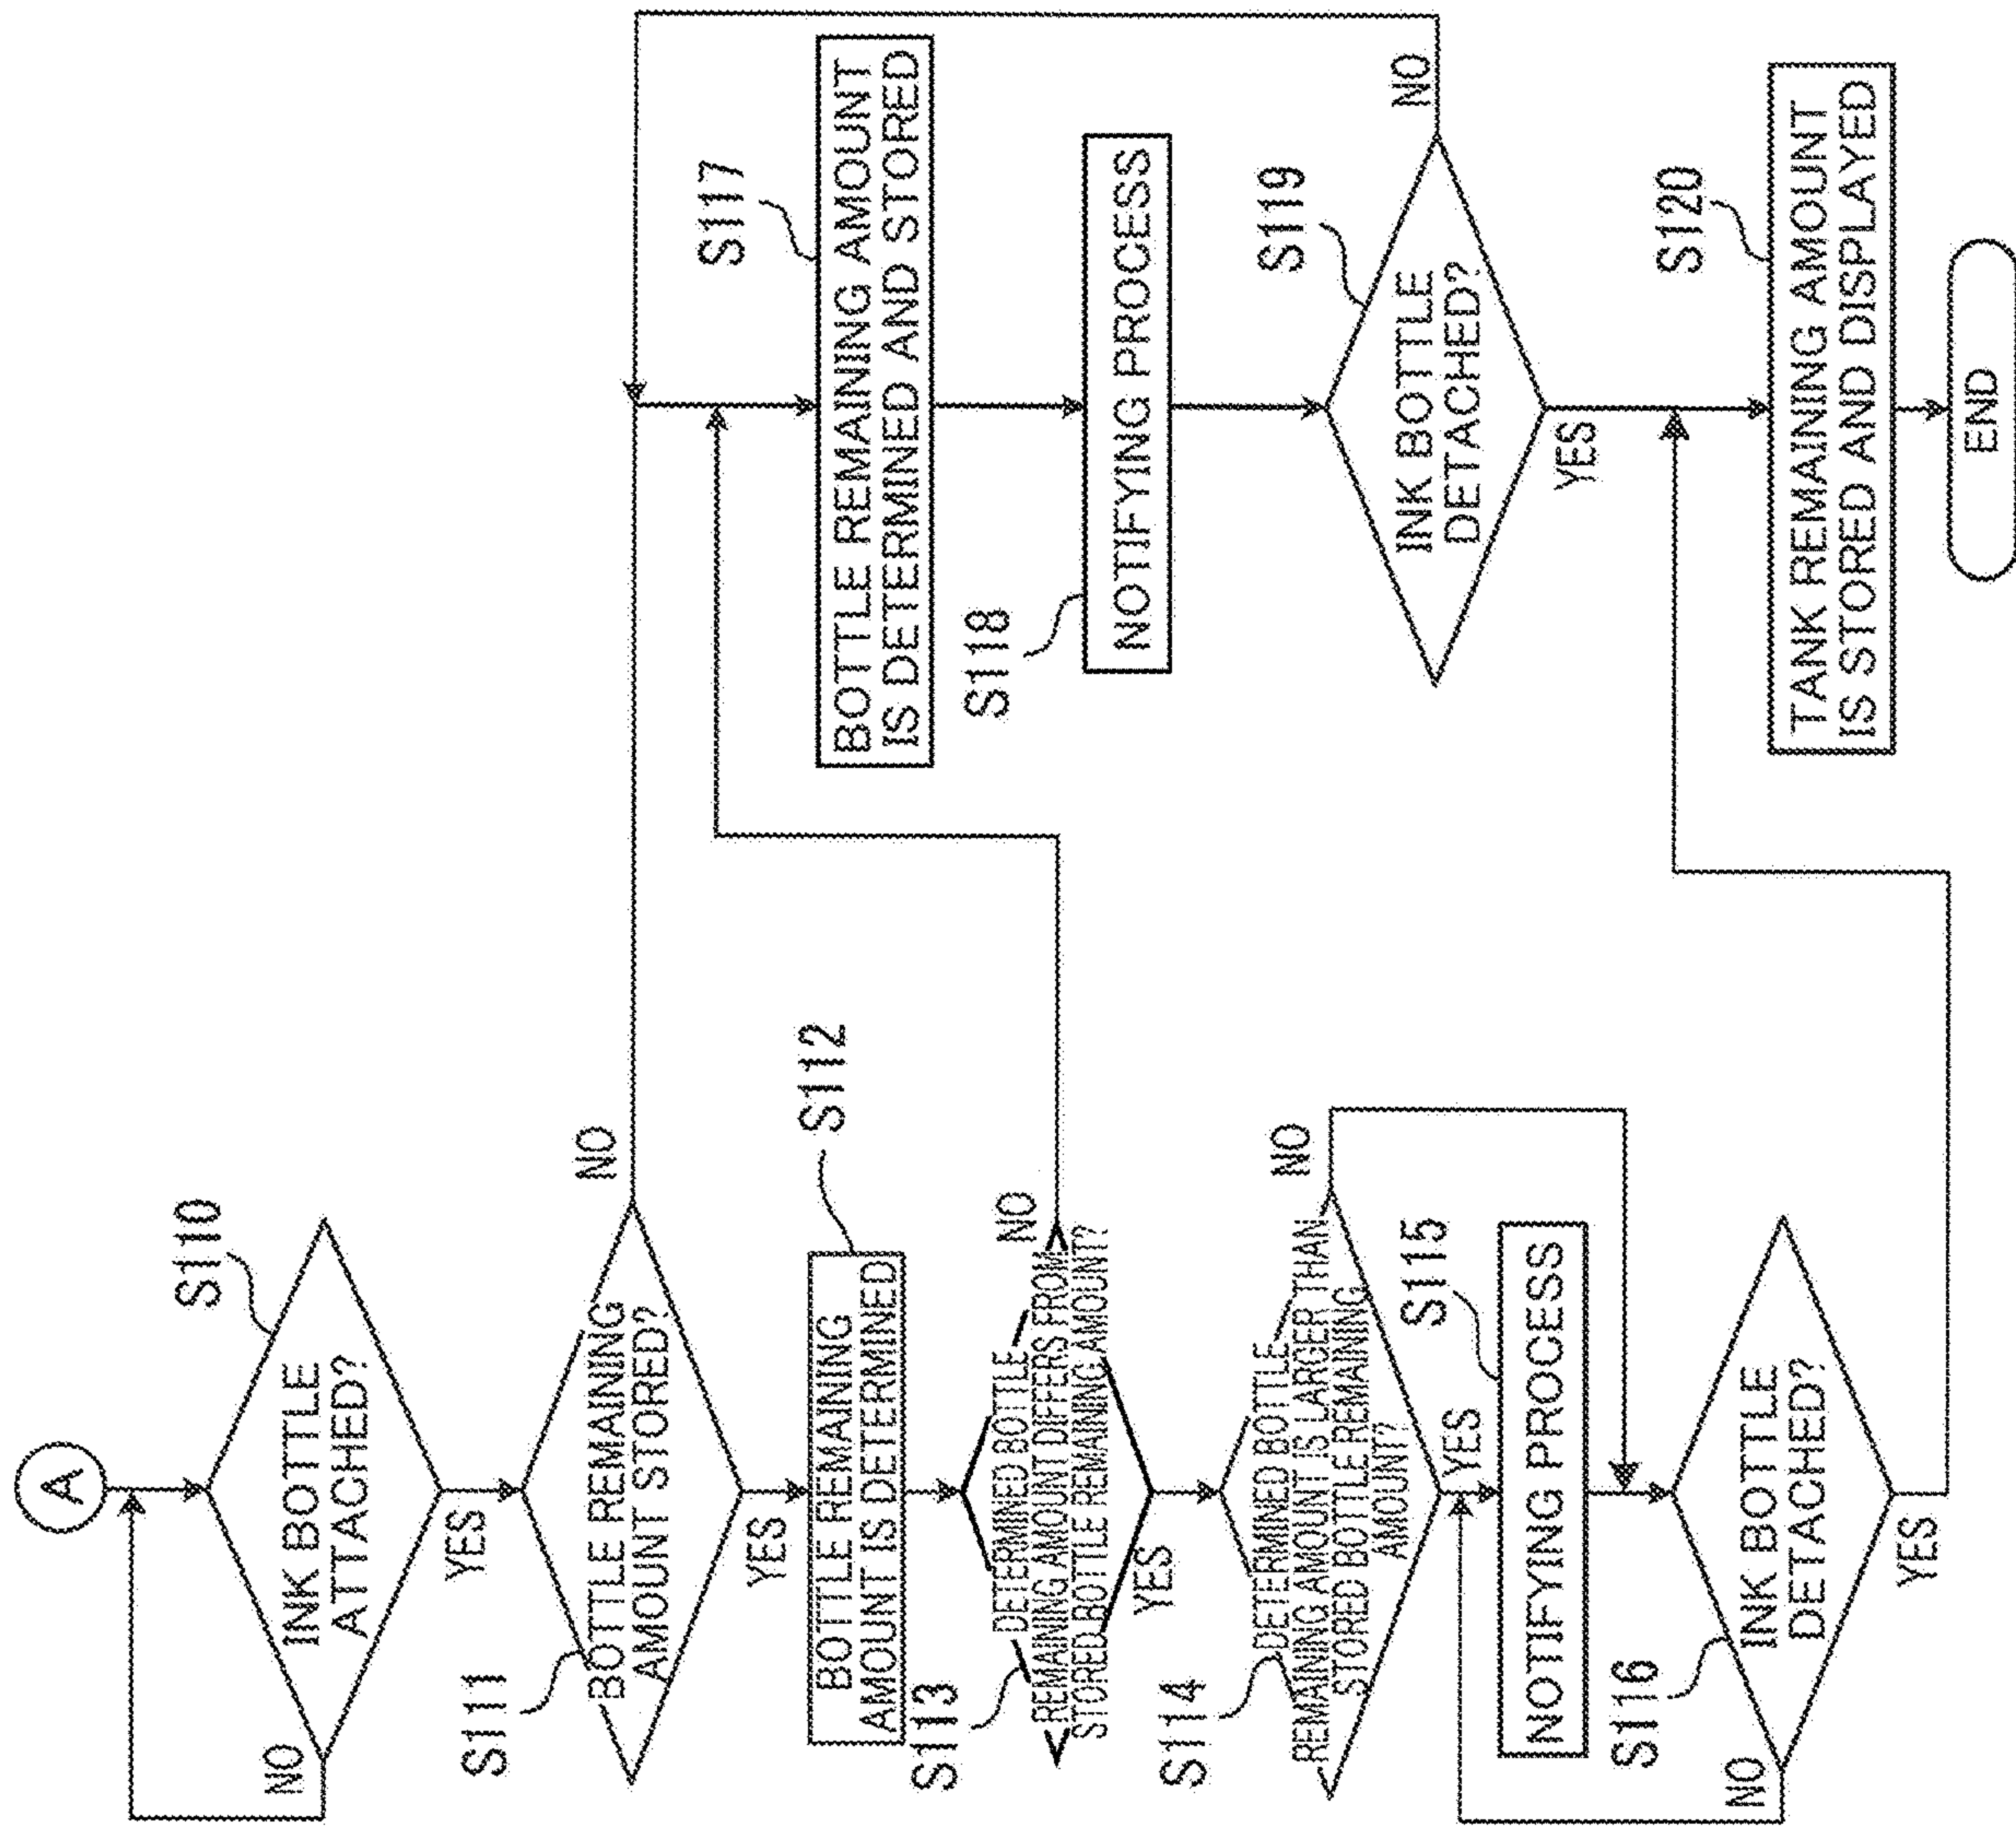 A
S110
INK BOTTLE
ATTACHED?
NO
YES
S111
BOTTLE REMAINING
AMOUNT STORED?
NO
YES
S112
BOTTLE REMAINING
AMOUNT IS DETERMINED
S113
DETERMINED BOTTLE
REMAINING AMOUNT DIFFERS FROM
STORED BOTTLE REMAINING AMOUNT?
NO
YES
S114
DETERMINED BOTTLE
REMAINING AMOUNT IS LARGER THAN
STORED BOTTLE REMAINING
AMOUNT?
NO
YES
S115
NOTIFYING PROCESS
S116
INK BOTTLE
DETACHED?
NO
YES
S117
BOTTLE REMAINING AMOUNT
IS DETERMINED AND STORED
S118
NOTIFYING PROCESS
S119
INK BOTTLE
DETACHED?
NO
YES
S120
TANK REMAINING AMOUNT
IS STORED AND DISPLAYED
END